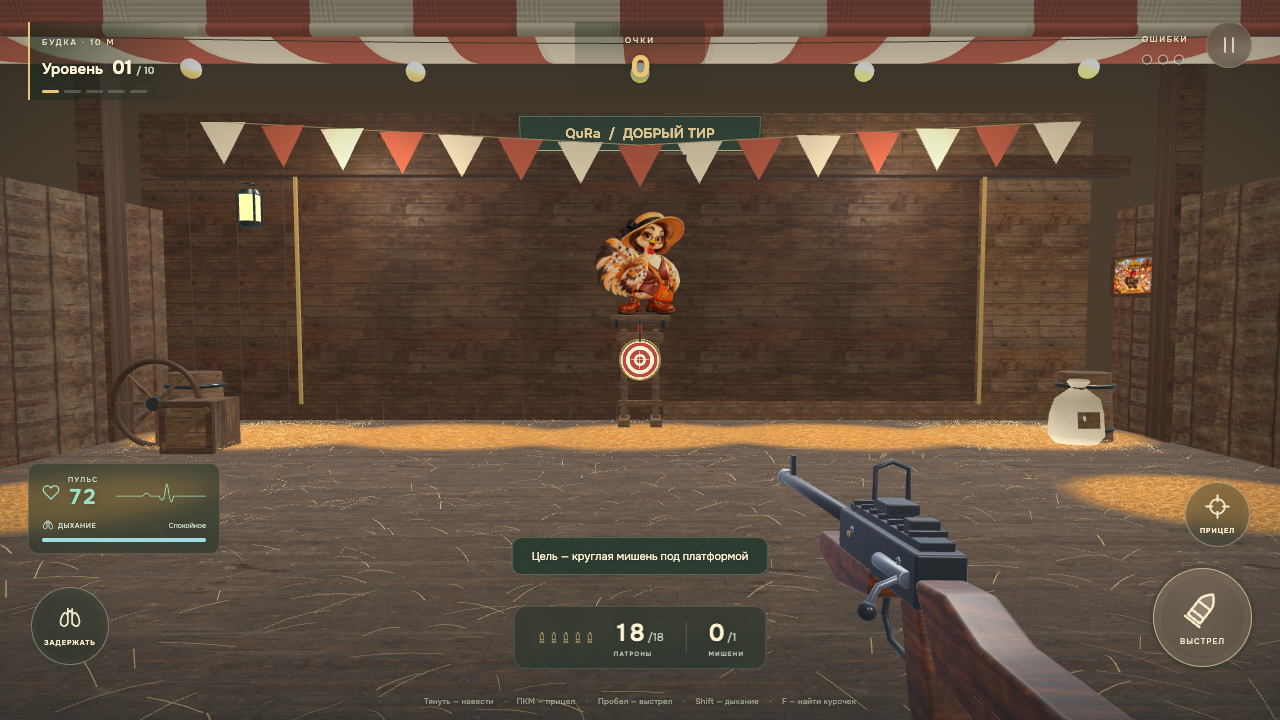 БУДКА · 10 М
Уровень 01 / 10
ОЧКИ
0
ОШИБКИ
QuRa / ДОБРЫЙ ТИР
ПУЛЬС
72
ДЫХАНИЕ
Спокойное
ЗАДЕРЖАТЬ
ПРИЦЕЛ
ВЫСТРЕЛ
Цель — круглая мишень под платформой
18 /18
ПАТРОНЫ
0 /1
МИШЕНИ
Тянуть — навести · ПКМ — прицел · Пробел — выстрел · Shift — дыхание · F — найти курочек